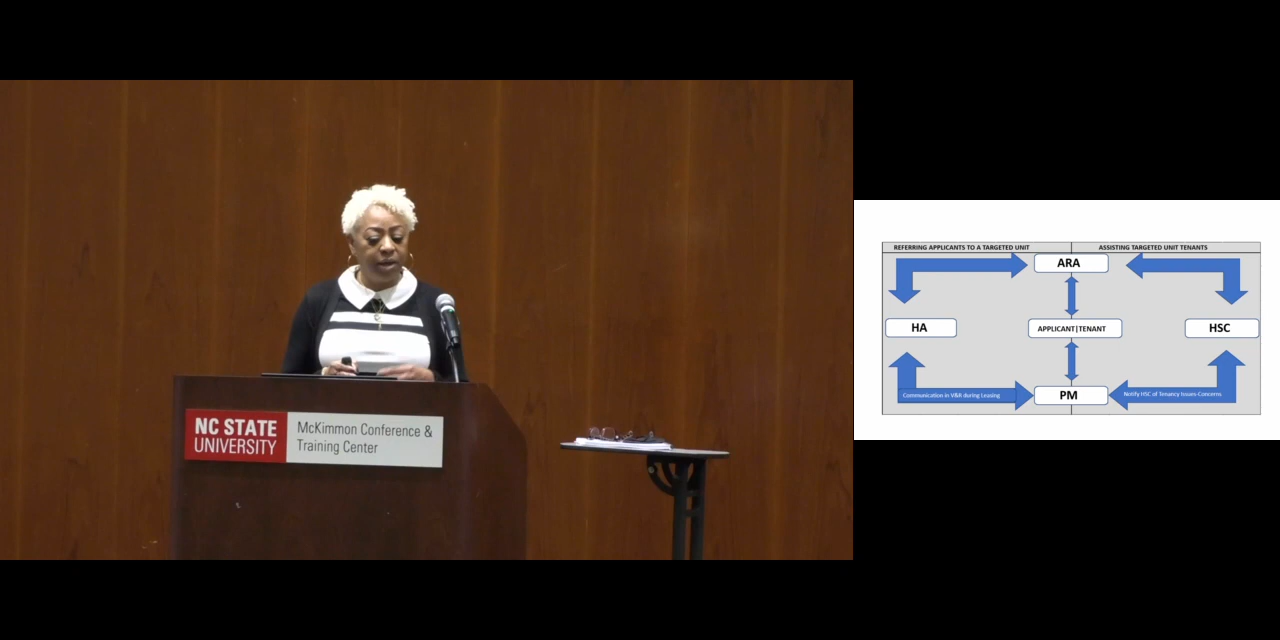 NC STATE
UNIVERSITY
McKimmon Conference &
Training Center
REFERRING APPLICANTS TO A TARGETED UNIT
ASSISTING TARGETED UNIT TENANTS
ARA
HA
APPLICANT|TENANT
HSC
Communication in V&R during Leasing
PM
Notify HSC of Tenancy Issues-Concerns